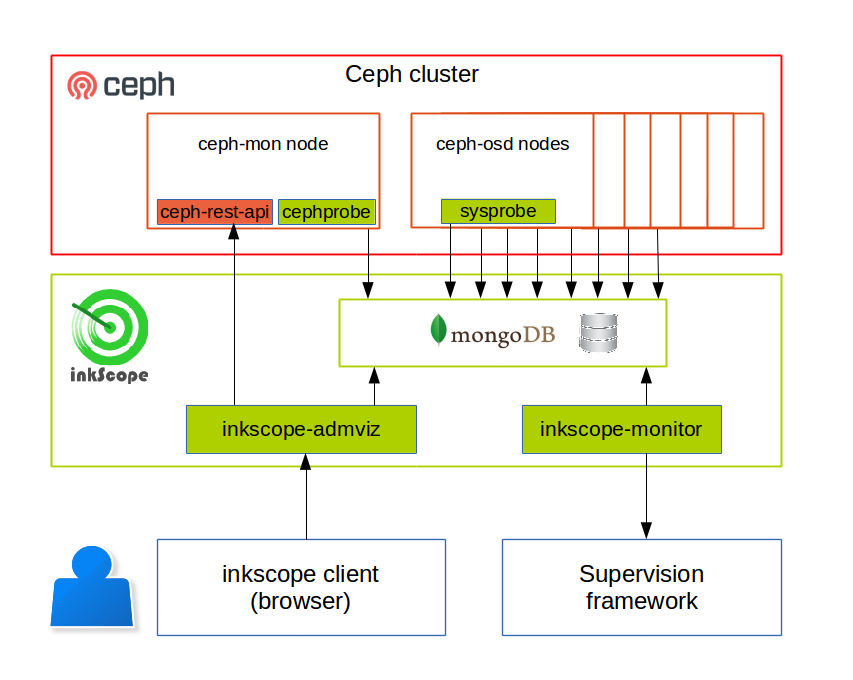 ceph
Ceph cluster
ceph-mon node
ceph-osd nodes
ceph-rest-api
cephprobe
sysprobe
inkScope
mongoDB
inkscope-admviz
inkscope-monitor
inkscope client
(browser)
Supervision
framework